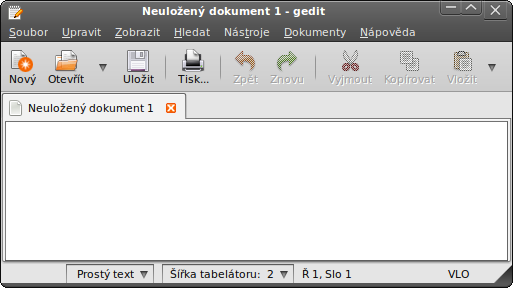 Neuložený dokument 1 - gedit
Soubor Upravit Zobrazit Hledat Nástroje Dokumenty Nápověda
Nový Otevřít Uložit Tisk... Zpět Znovu Vyjmout Kopírovat Vložit
Neuložený dokument 1
Prostý text Šířka tabelátoru: 2 Ř 1, Slo 1 VLO